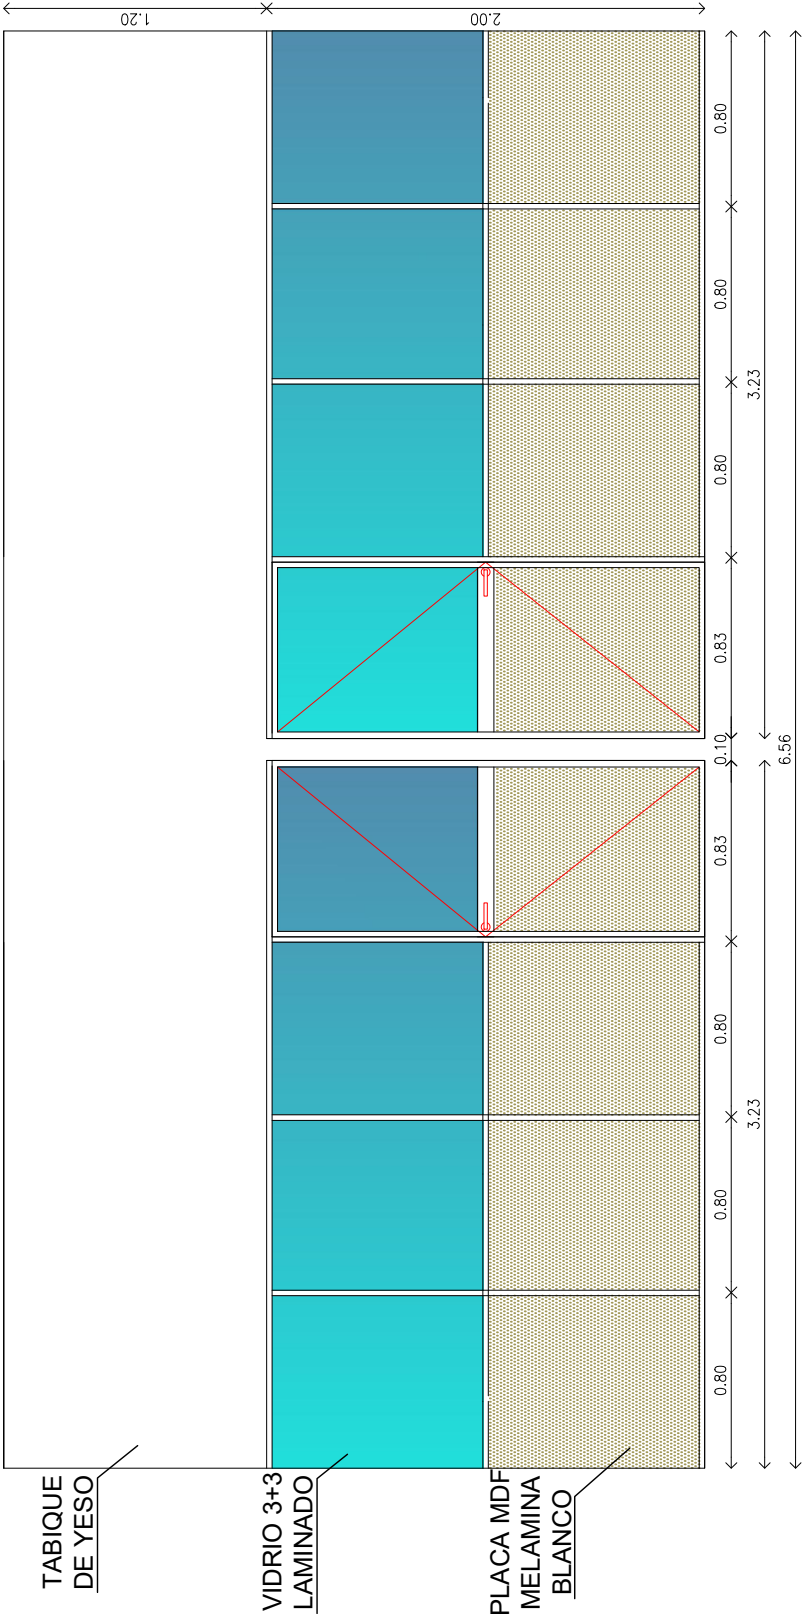 TABIQUE
DE YESO
VIDRIO 3+3
LAMINADO
PLACA MDF
MELAMINA
BLANCO
1.20
2.00
0.80
0.80
0.80
0.83
0.10
0.83
0.80
0.80
0.80
3.23
3.23
6.56